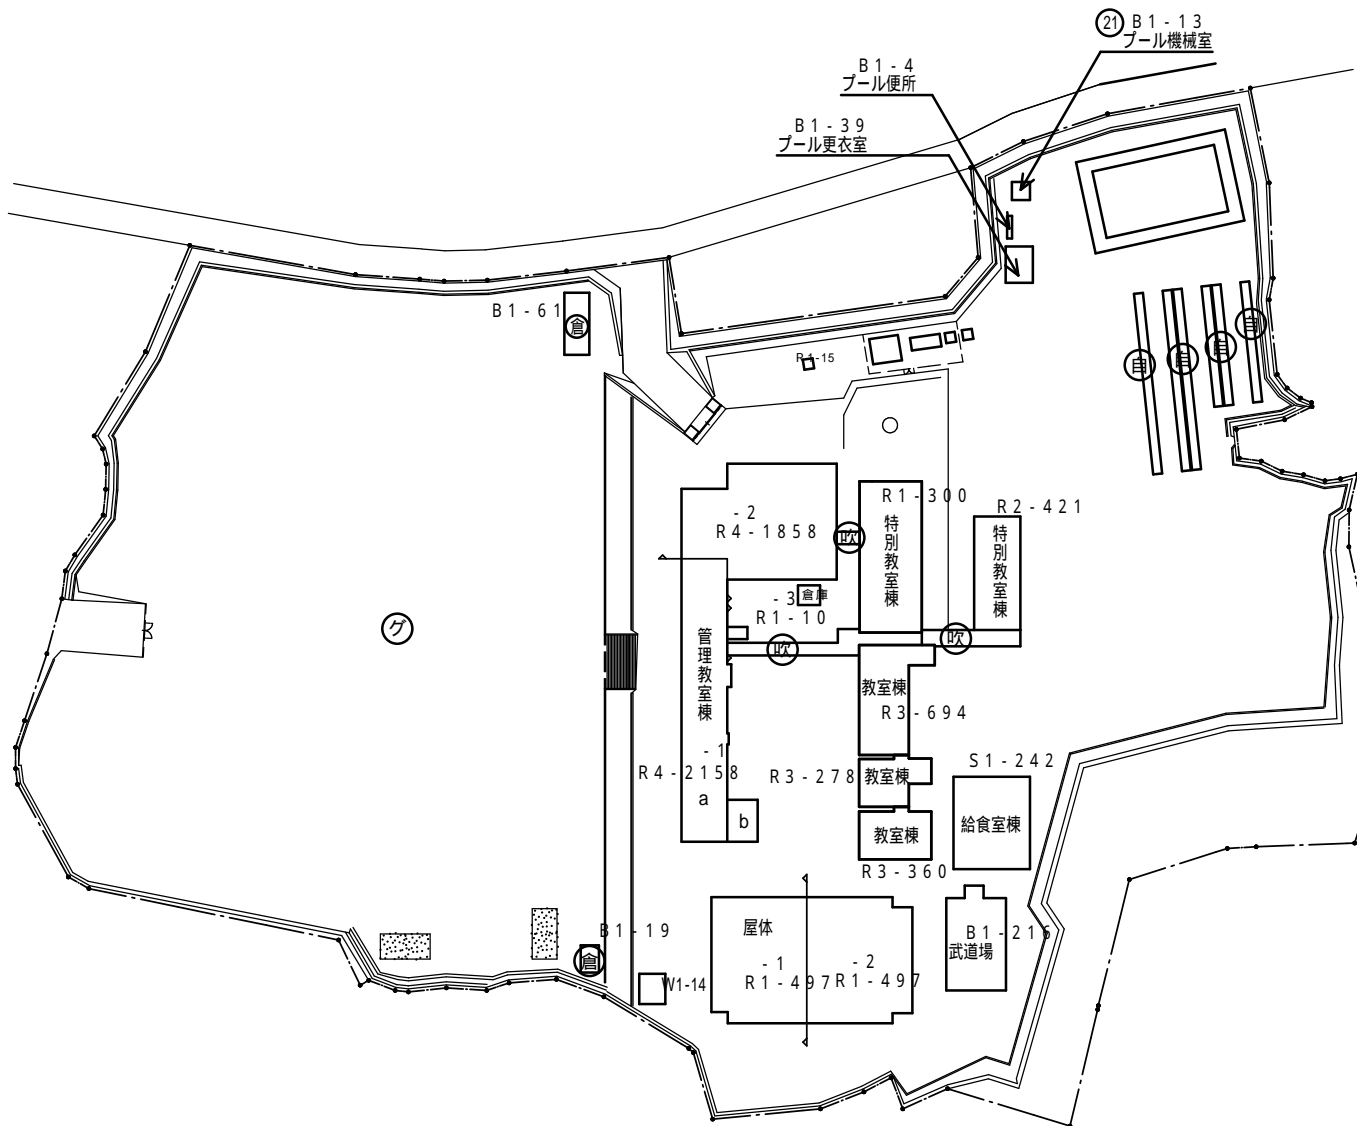 ㉑ B1-13
プール機械室
B1-4
プール便所
B1-39
プール更衣室
B1-61
倉
R1-15
自
自
自
自
R1-300
R2-421
-2
R4-1858
吹
特別教室棟
特別教室棟
倉庫
-3
R1-10
グ
管理教室棟
吹
吹
教室棟
R3-694
-1
R4-2158
R3-278
教室棟
S1-242
a
b
教室棟
給食室棟
R3-360
屋体
B1-19
倉
B1-216
武道場
-1
R1-497
-2
R1-497
W1-14